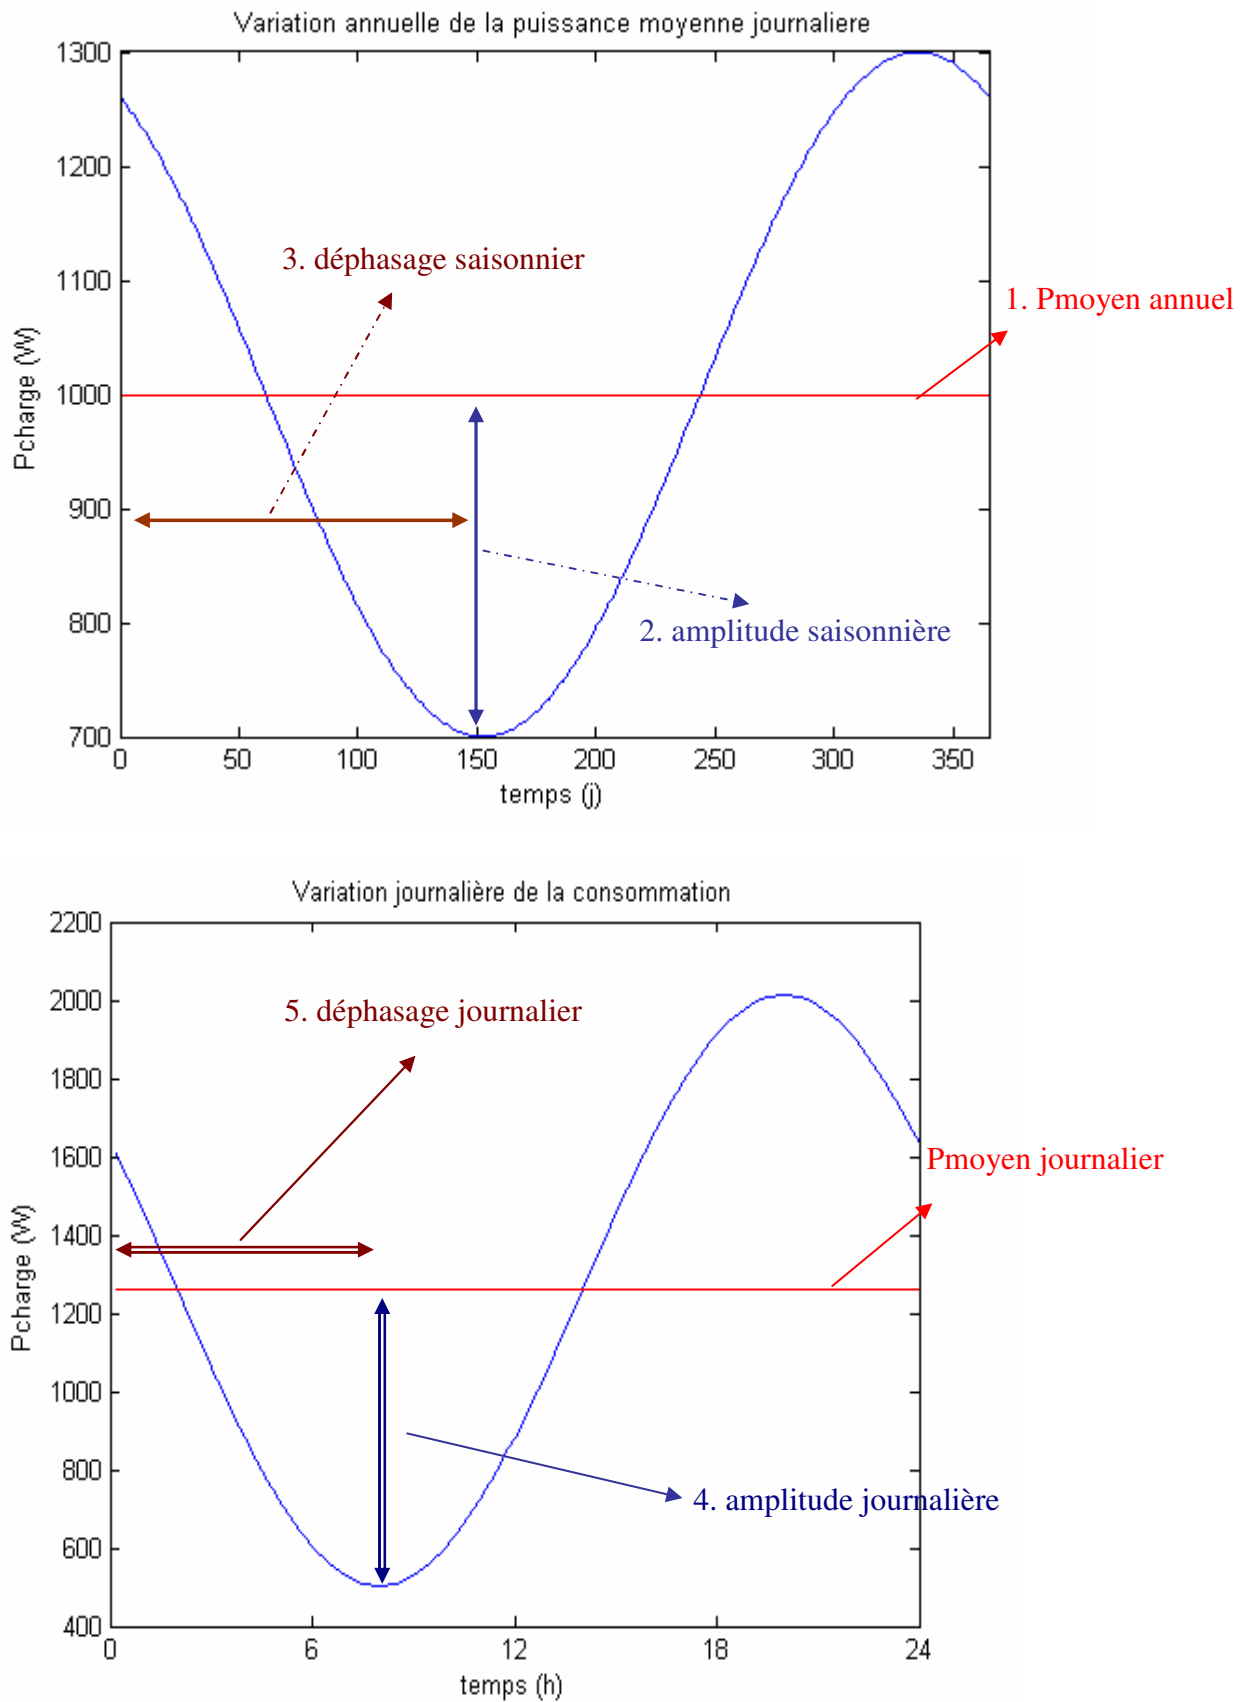 Variation annuelle de la puissance moyenne journaliere
1300
1200
3. déphasage saisonnier
1100
1. Pmoyen annuel
Pcharge (W)
1000
900
800
2. amplitude saisonnière
700
0 50 100 150 200 250 300 350
temps (j)
Variation journalière de la consommation
2200
2000
5. déphasage journalier
1800
1600
Pmoyen journalier
1400
Pcharge (W)
1200
1000
800
4. amplitude journalière
600
400
0 6 12 18 24
temps (h)